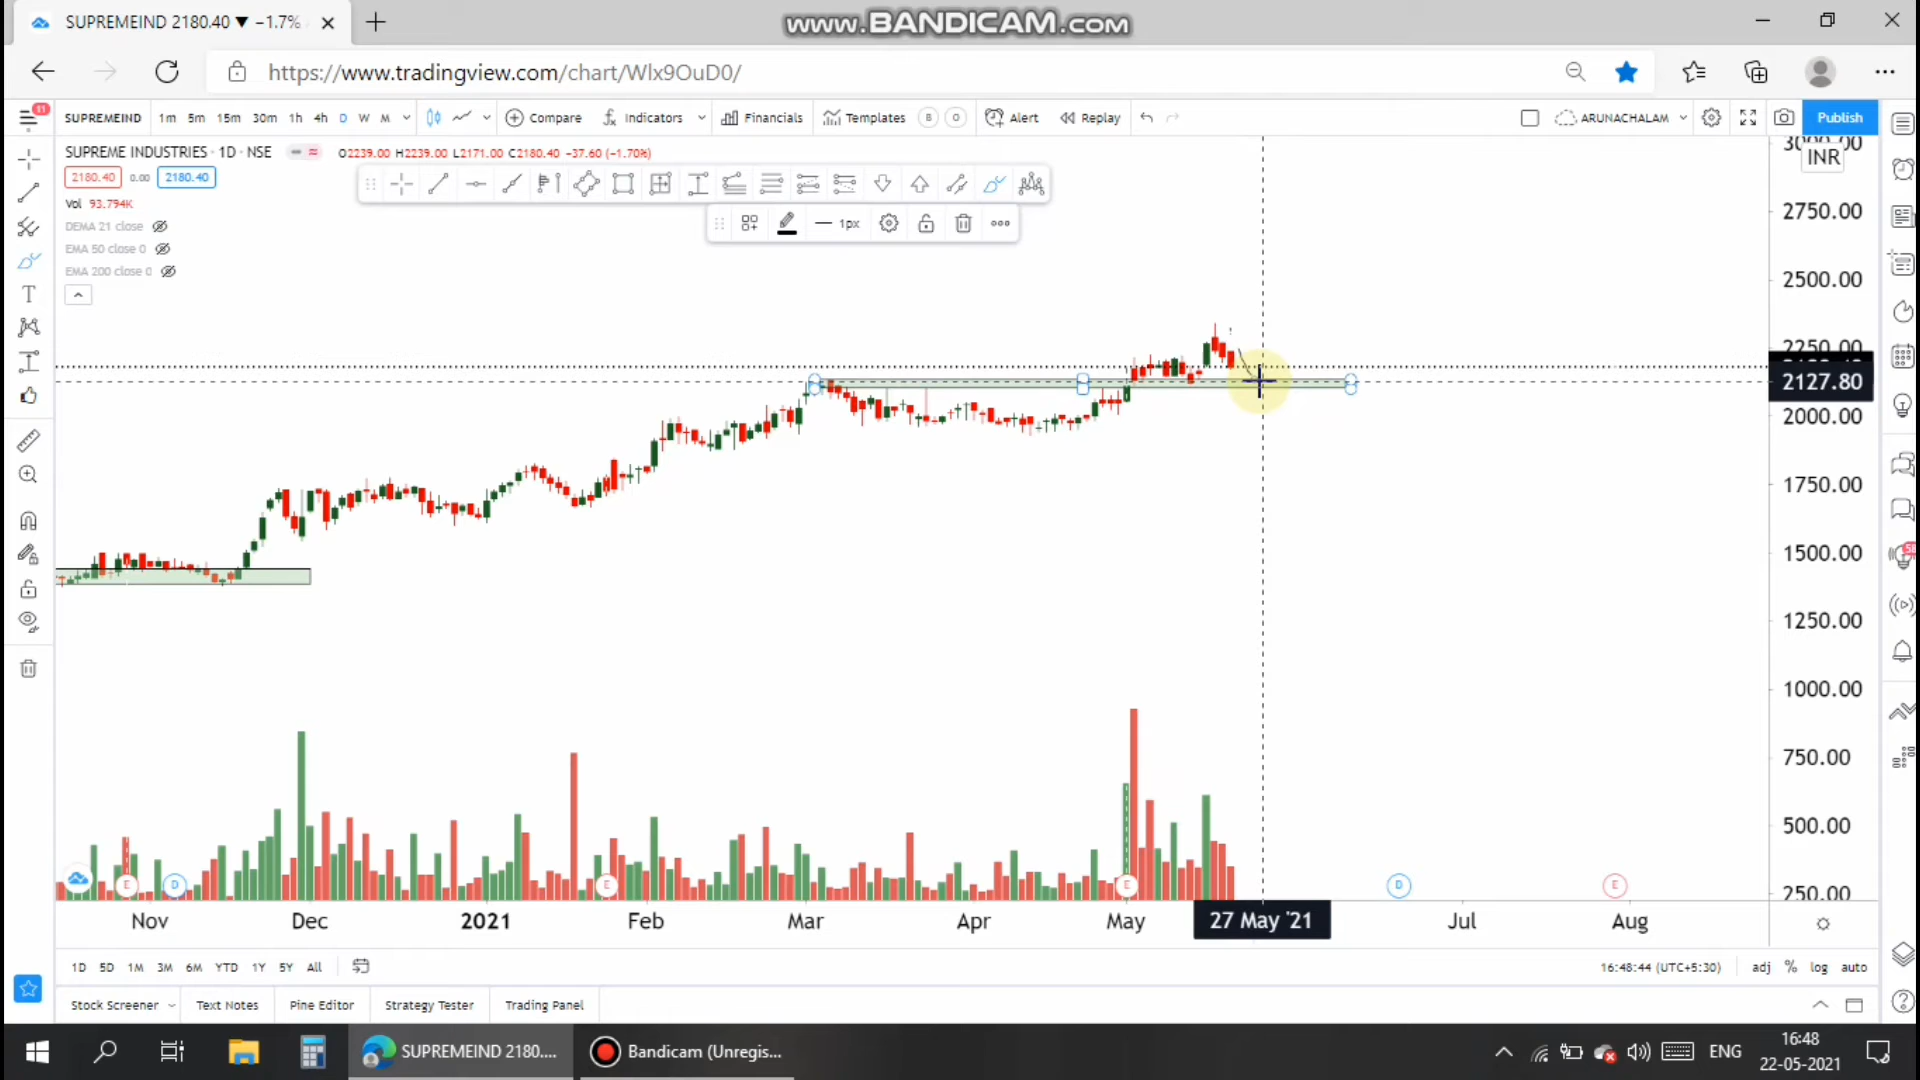 SUPREMEIND 2180.40 ▼ −1.7%
www.BANDICAM.com
https://www.tradingview.com/chart/Wlx9OuD0/
11
SUPREMEIND 1m 5m 15m 30m 1h 4h D W M Compare Indicators Financials Templates B O Alert Replay ARUNACHALAM Publish
SUPREME INDUSTRIES · 1D · NSE O2239.00 H2239.00 L2171.00 C2180.40 −37.60 (−1.70%)
2180.40 0.00 2180.40
Vol 93.794K
DEMA 21 close
EMA 50 close 0
EMA 200 close 0
1px
INR
2750.00
2500.00
2250.00
2127.80
2000.00
1750.00
1500.00
1250.00
1000.00
750.00
500.00
250.00
E D E E D E
Nov Dec 2021 Feb Mar Apr May 27 May '21 Jul Aug
1D 5D 1M 3M 6M YTD 1Y 5Y All 16:48:44 (UTC+5:30) adj % log auto
Stock Screener Text Notes Pine Editor Strategy Tester Trading Panel
SUPREMEIND 2180.... Bandicam (Unregis... ENG 16:48
22-05-2021